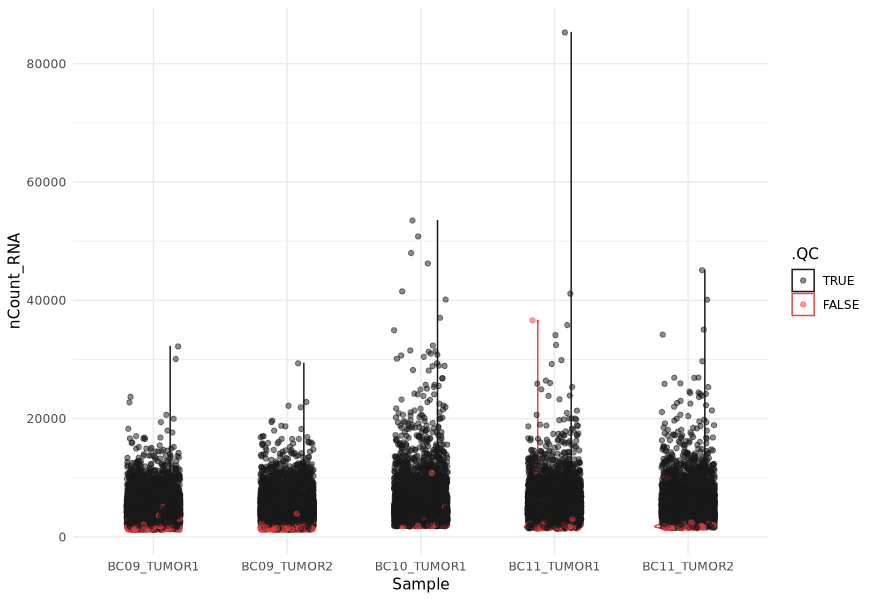 80000
60000
40000
20000
0
nCount_RNA
BC09_TUMOR1
BC09_TUMOR2
BC10_TUMOR1
BC11_TUMOR1
BC11_TUMOR2
Sample
.QC
TRUE
FALSE